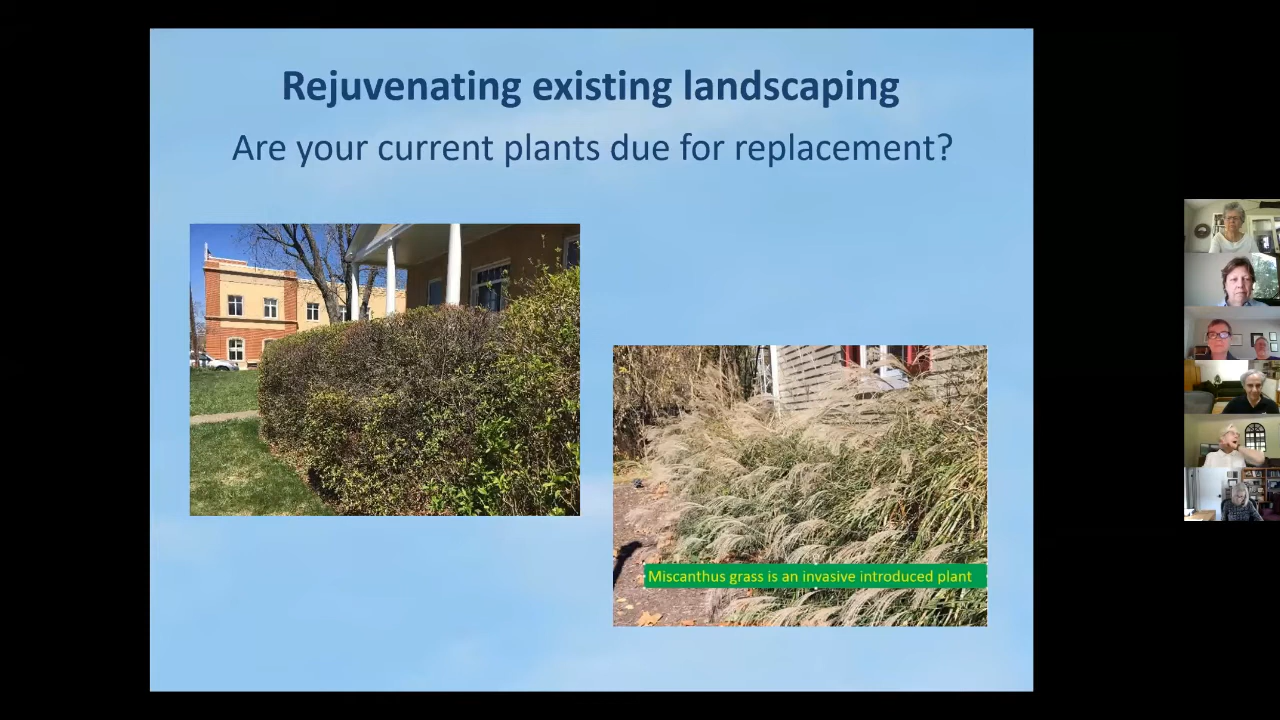 Rejuvenating existing landscaping
Are your current plants due for replacement?
Miscanthus grass is an invasive introduced plant